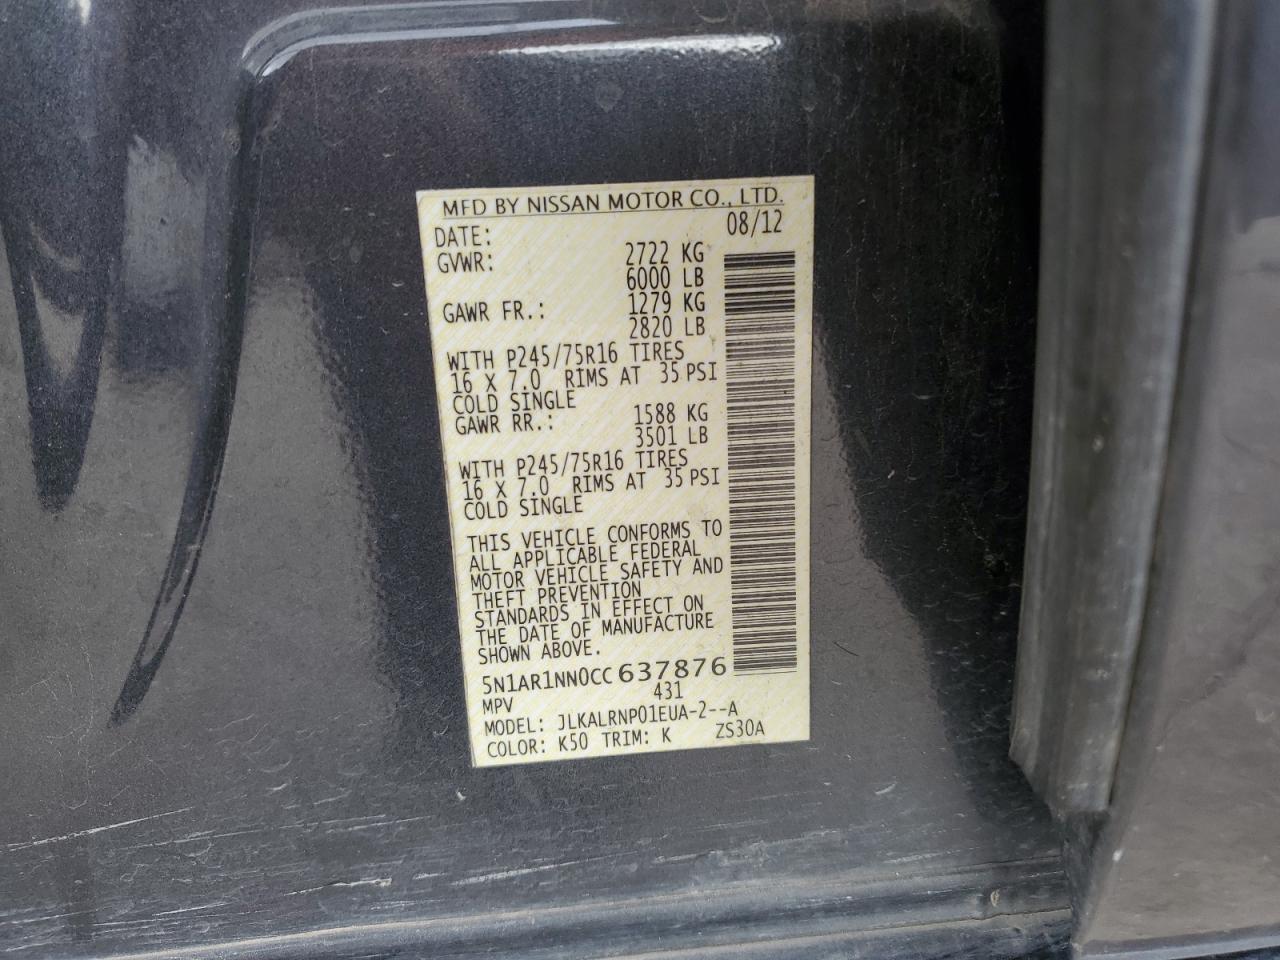 MFD BY NISSAN MOTOR CO., LTD.
DATE: 08/12
GVWR: 2722 KG
6000 LB
GAWR FR.: 1279 KG
2820 LB
WITH P245/75R16 TIRES
16 X 7.0 RIMS AT 35 PSI
COLD SINGLE
GAWR RR.: 1588 KG
3501 LB
WITH P245/75R16 TIRES
16 X 7.0 RIMS AT 35 PSI
COLD SINGLE
THIS VEHICLE CONFORMS TO
ALL APPLICABLE FEDERAL
MOTOR VEHICLE SAFETY AND
THEFT PREVENTION
STANDARDS IN EFFECT ON
THE DATE OF MANUFACTURE
SHOWN ABOVE.
5N1AR1NN0CC 637876
MPV 431
MODEL: JLKALRNP01EUA-2--A
COLOR: K50 TRIM: K ZS30A